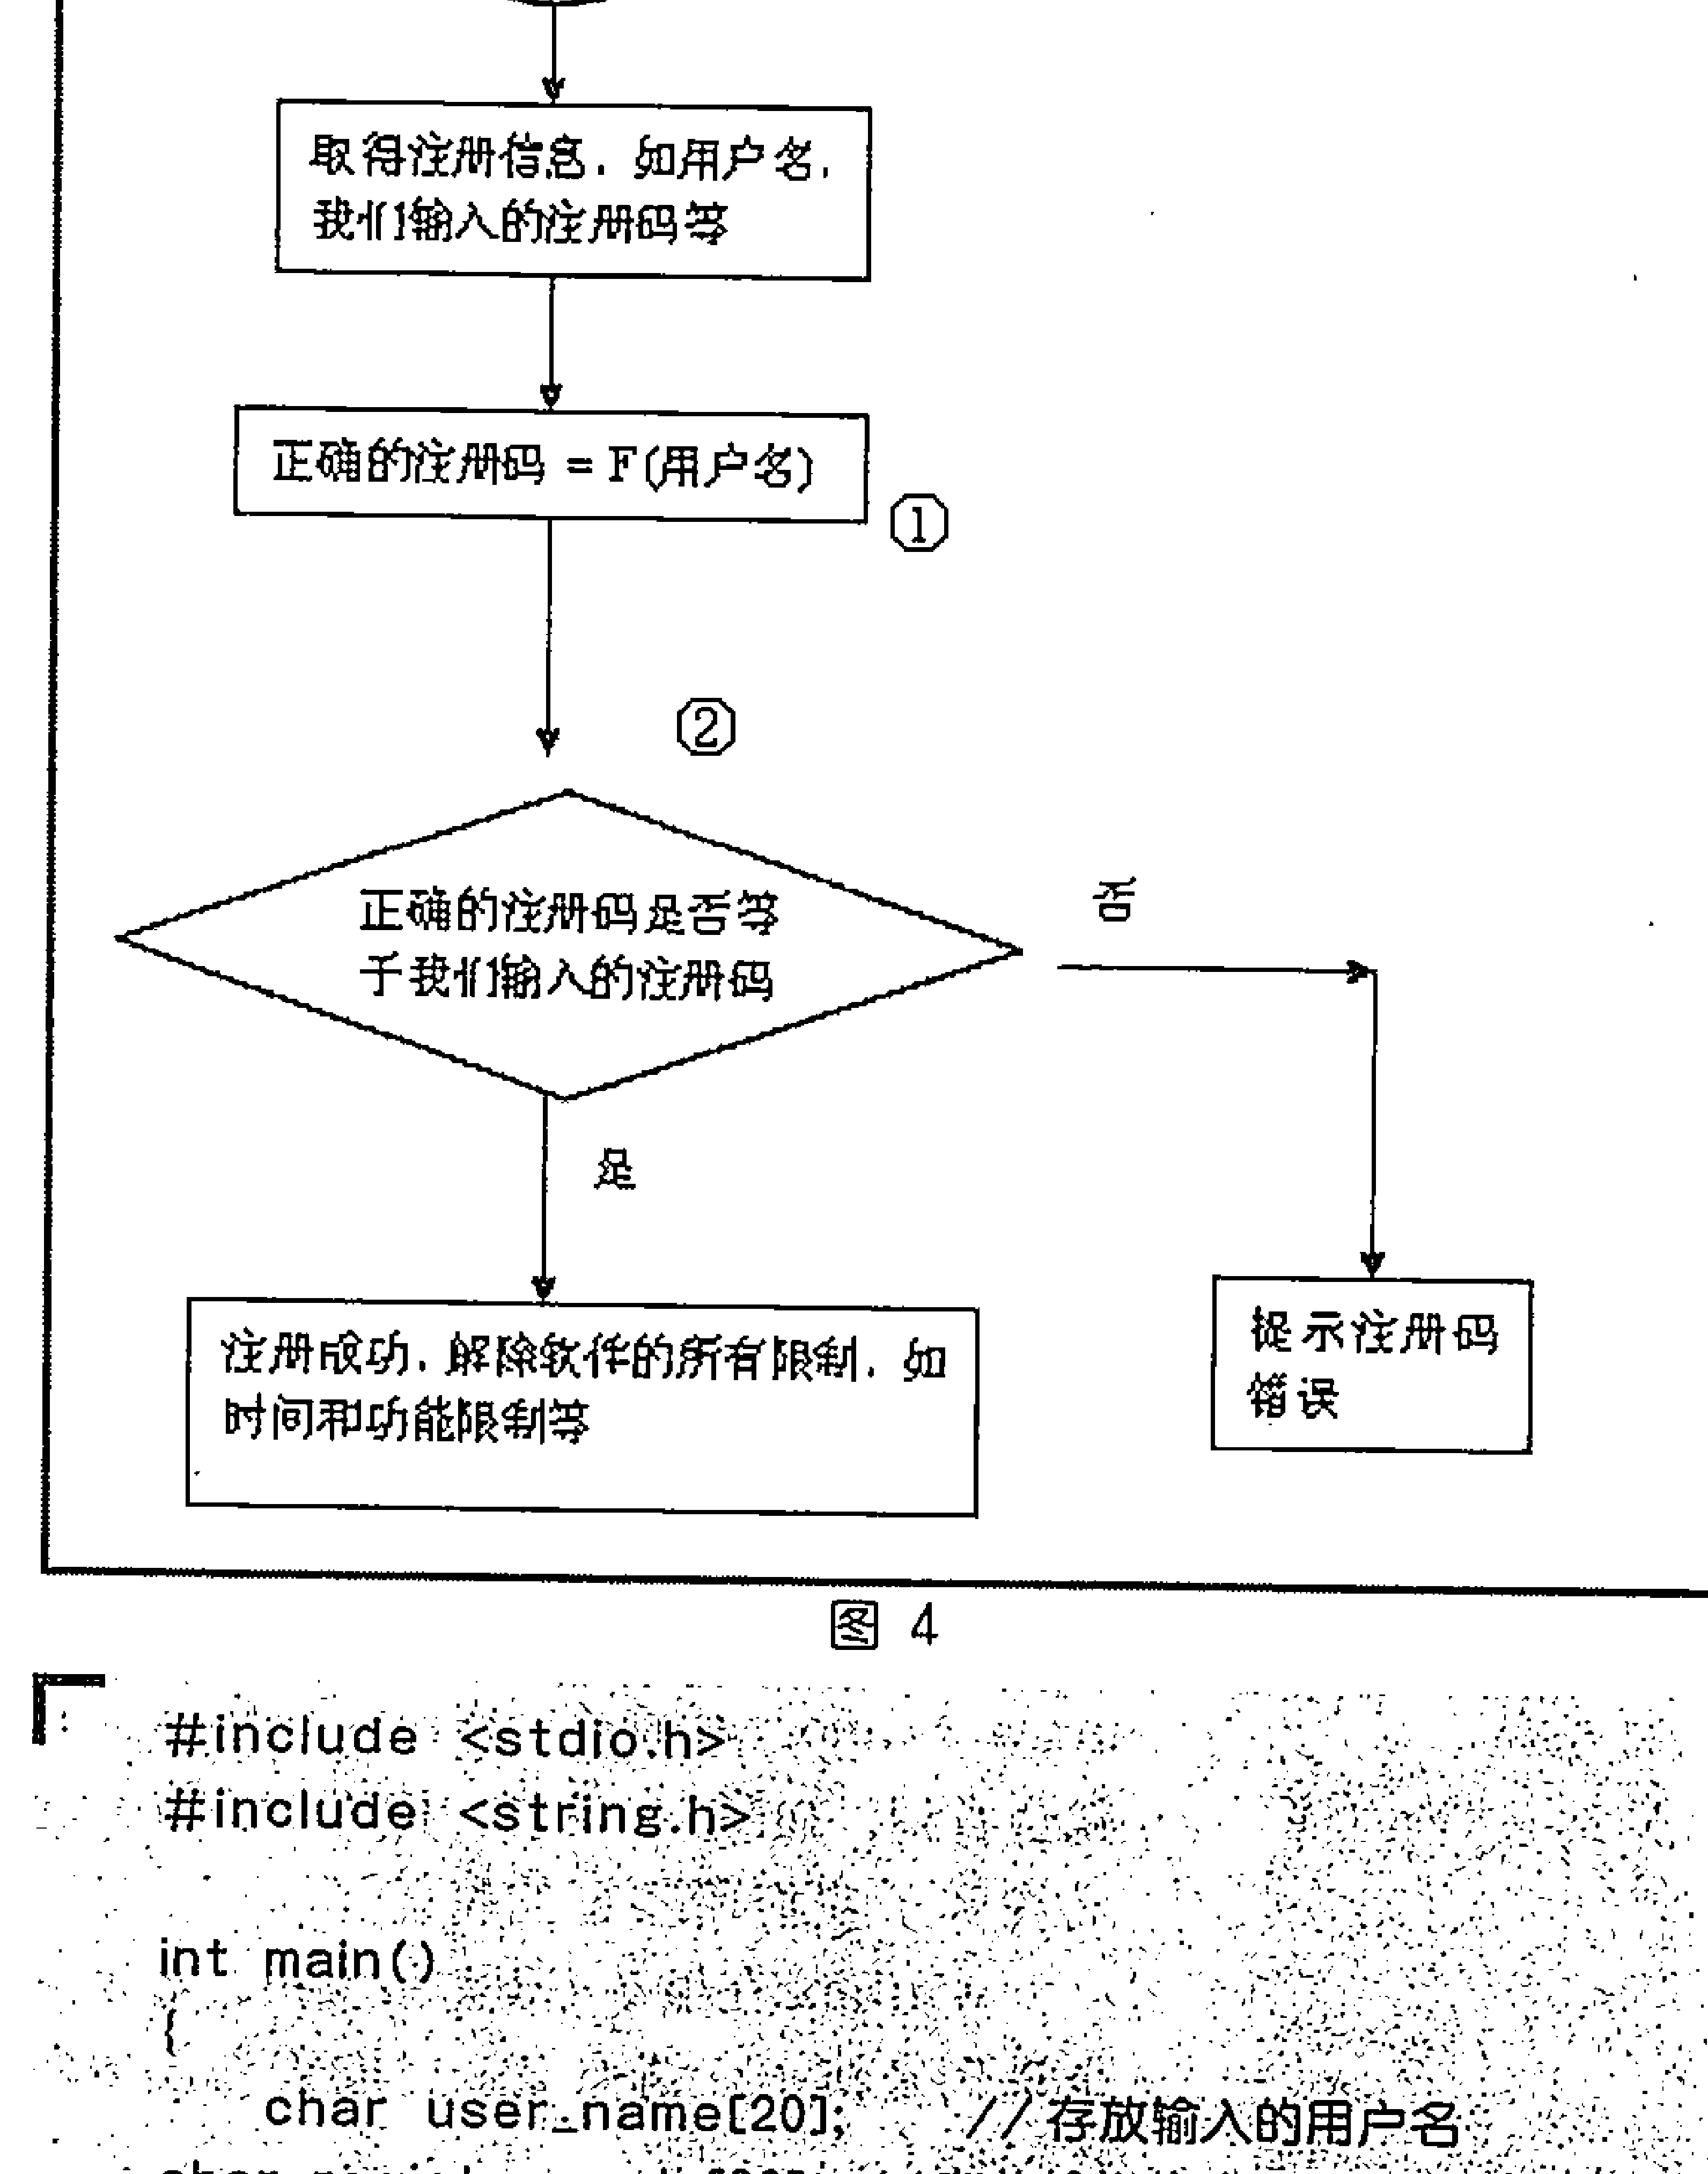 取得注册信息，如用户名，
我们输入的注册码等
正确的注册码 = F(用户名)
①
②
正确的注册码是否等
于我们输入的注册码
否
是
注册成功，解除软件的所有限制，如
时间和功能限制等
提示注册码
错误
图 4
#include <stdio.h>
#include <string.h>
int main()
{
char user_name[20]; //存放输入的用户名